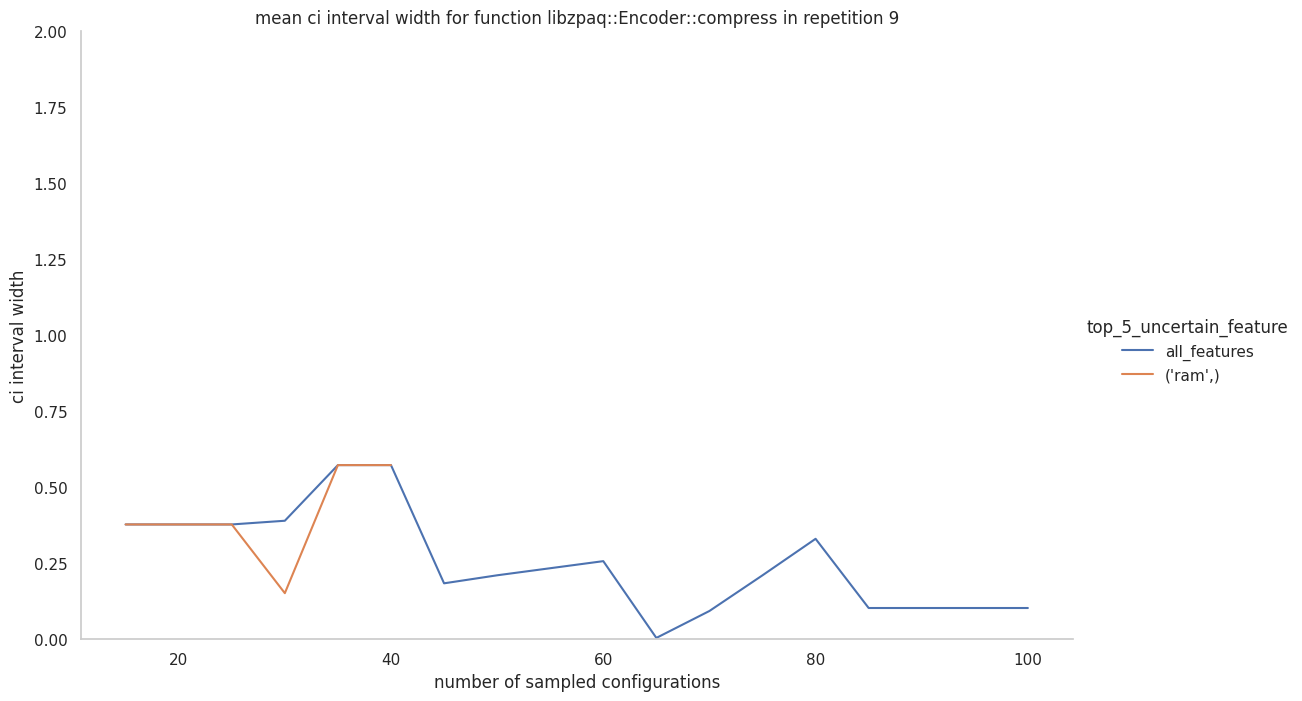 mean ci interval width for function libzpaq::Encoder::compress in repetition 9
2.00
1.75
1.50
1.25
1.00
0.75
0.50
0.25
0.00
ci interval width
20
40
60
80
100
number of sampled configurations
top_5_uncertain_feature
all_features
('ram',)